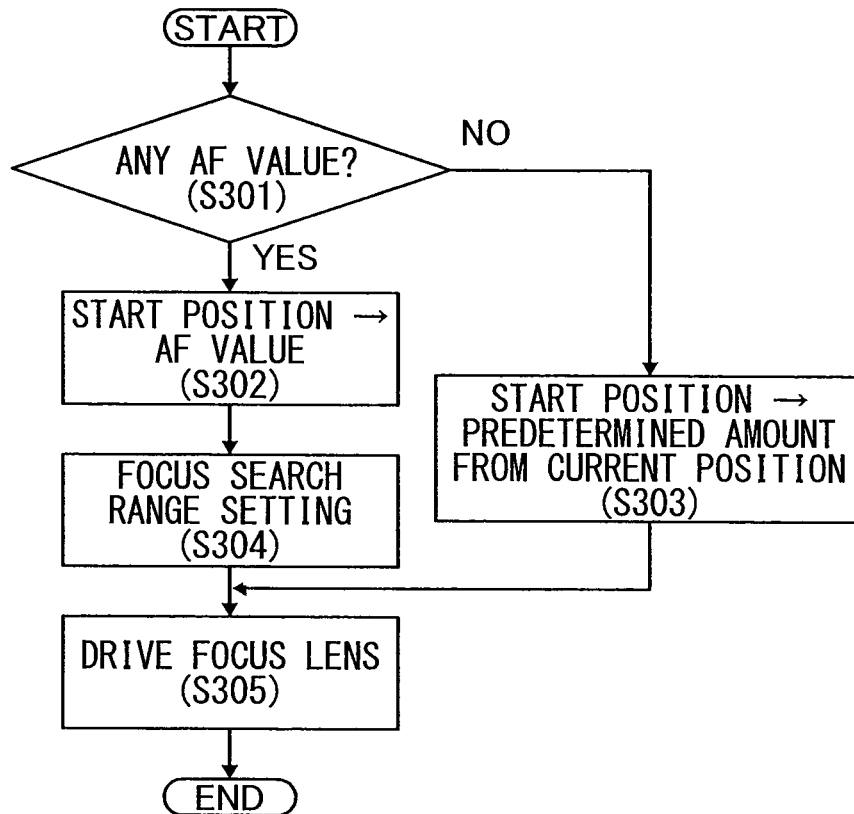 START
ANY AF VALUE?
(S301)
NO
YES
START POSITION →
AF VALUE
(S302)
START POSITION →
PREDETERMINED AMOUNT
FROM CURRENT POSITION
(S303)
FOCUS SEARCH
RANGE SETTING
(S304)
DRIVE FOCUS LENS
(S305)
END